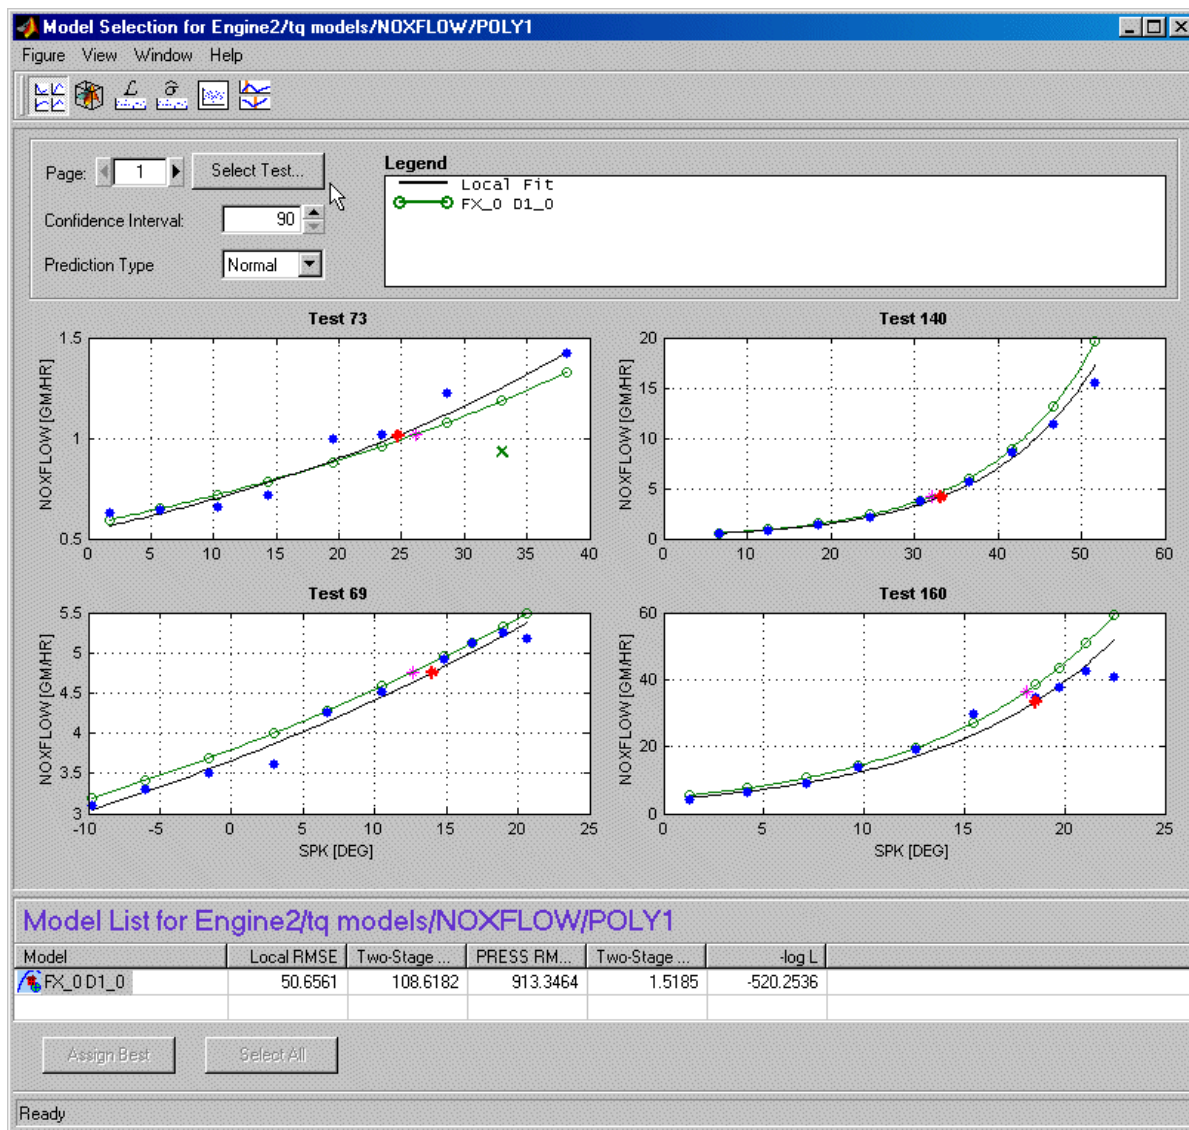 Model Selection for Engine2/tq models/NOXFLOW/POLY1
Figure View Window Help
Page: 1 Select Test...
Confidence Interval: 90
Prediction Type Normal
Legend
Local Fit
FX_0 D1_0
Test 73
NOXFLOW [GM/HR]
1.5
1
0.5
0 5 10 15 20 25 30 35 40
Test 140
NOXFLOW [GM/HR]
20
15
10
5
0
0 10 20 30 40 50 60
Test 69
NOXFLOW [GM/HR]
5.5
5
4.5
4
3.5
3
-10 -5 0 5 10 15 20 25
SPK [DEG]
Test 160
NOXFLOW [GM/HR]
60
40
20
0
0 5 10 15 20 25
SPK [DEG]
Model List for Engine2/tq models/NOXFLOW/POLY1
Model Local RMSE Two-Stage ... PRESS RM... Two-Stage ... -log L
FX_0 D1_0 50.6561 108.6182 913.3464 1.5185 -520.2536
Assign Best Select All
Ready